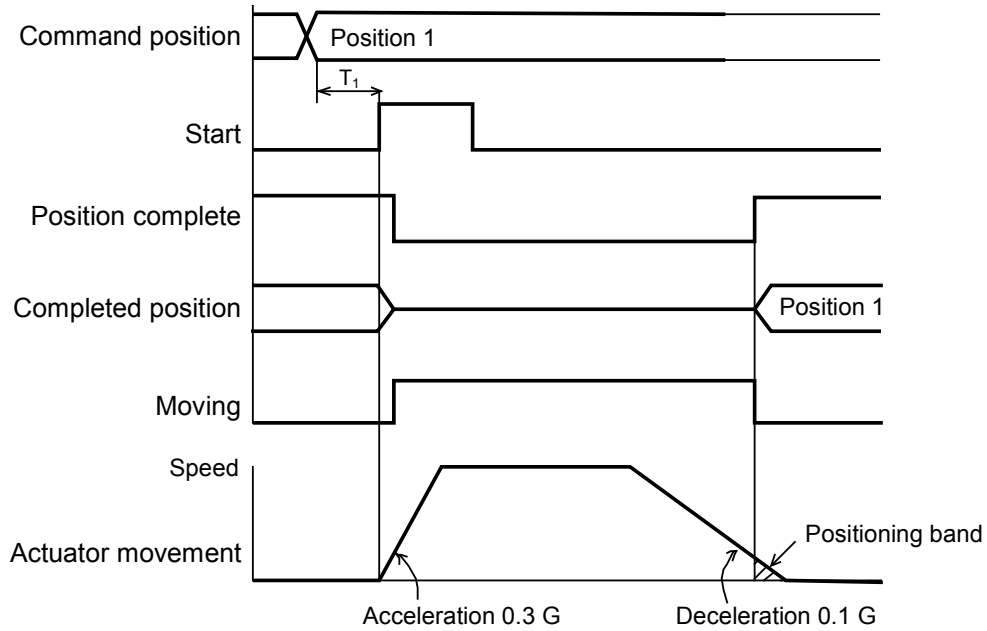 Command position
Position 1
T₁
Start
Position complete
Completed position
Position 1
Moving
Speed
Actuator movement
Positioning band
Acceleration 0.3 G
Deceleration 0.1 G